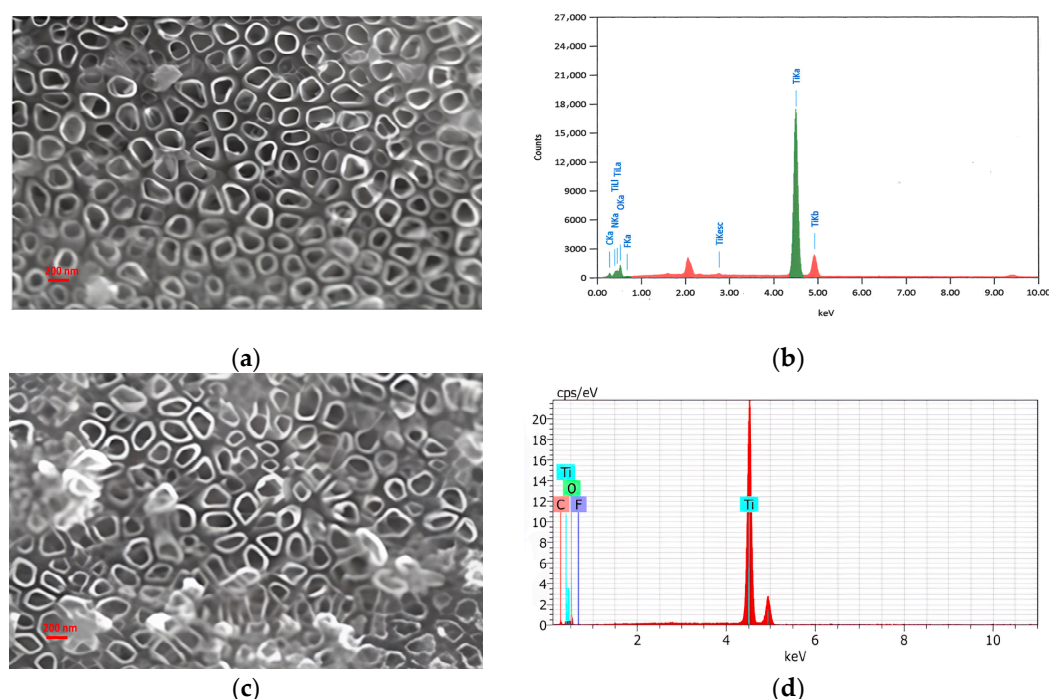 200 nm
27,000
24,000
21,000
18,000
15,000
12,000
9000
6000
3000
0
Counts
CKa
NKa
TiLl
TiLa
OKa
FKa
TiKesc
TiKa
TiKb
0.00 1.00 2.00 3.00 4.00 5.00 6.00 7.00 8.00 9.00 10.00
keV
(a)
(b)
200 nm
cps/eV
20
18
16
14
12
10
8
6
4
2
0
Ti
O
C F
Ti
2 4 6 8 10
keV
(c)
(d)